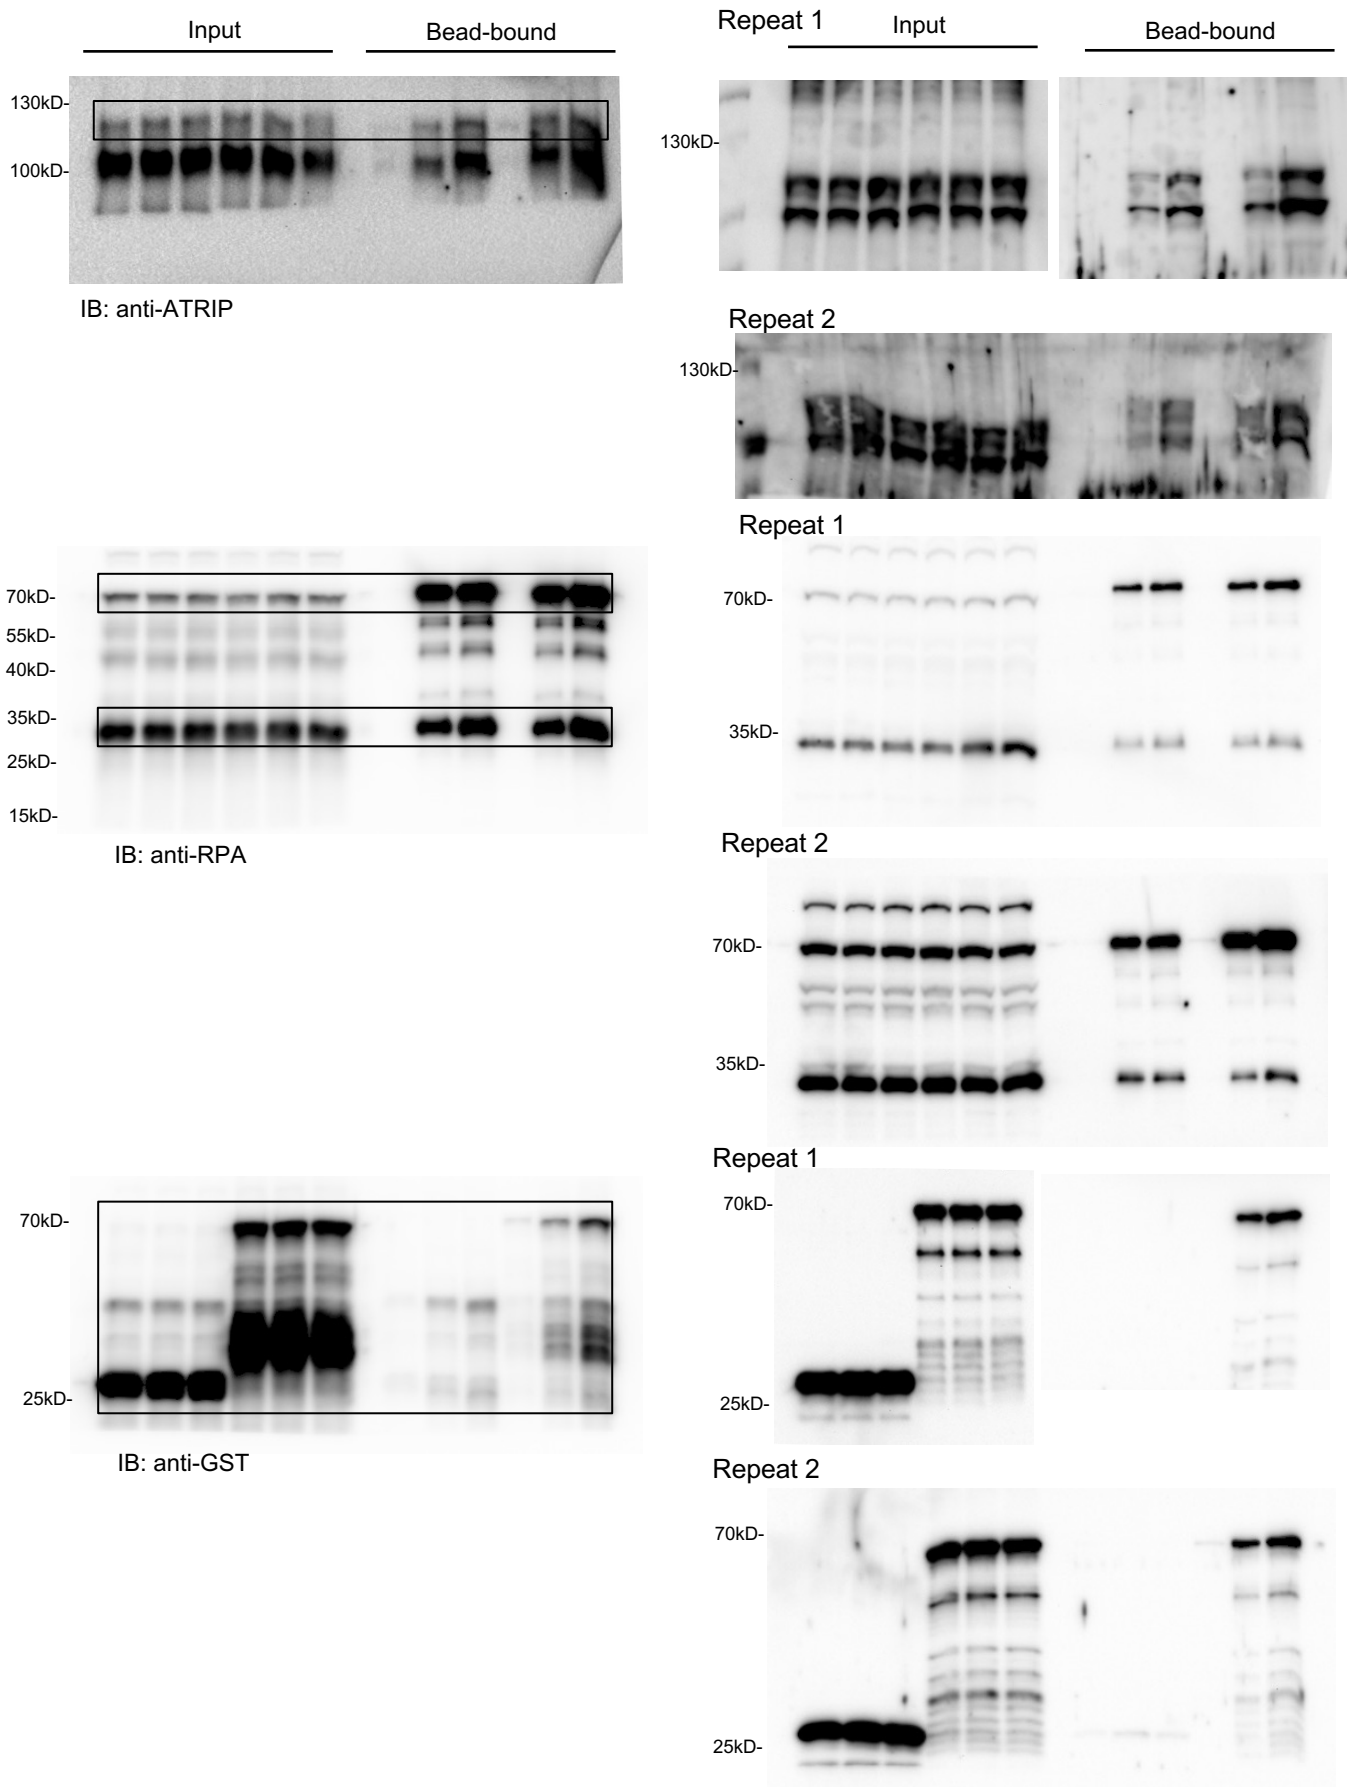 Input
Bead-bound
130kD-
100kD-
IB: anti-ATRIP
Repeat 1
Input
Bead-bound
130kD-
Repeat 2
130kD-
70kD-
55kD-
40kD-
35kD-
25kD-
15kD-
IB: anti-RPA
Repeat 1
70kD-
35kD-
Repeat 2
70kD-
35kD-
70kD-
25kD-
IB: anti-GST
Repeat 1
70kD-
25kD-
Repeat 2
70kD-
25kD-